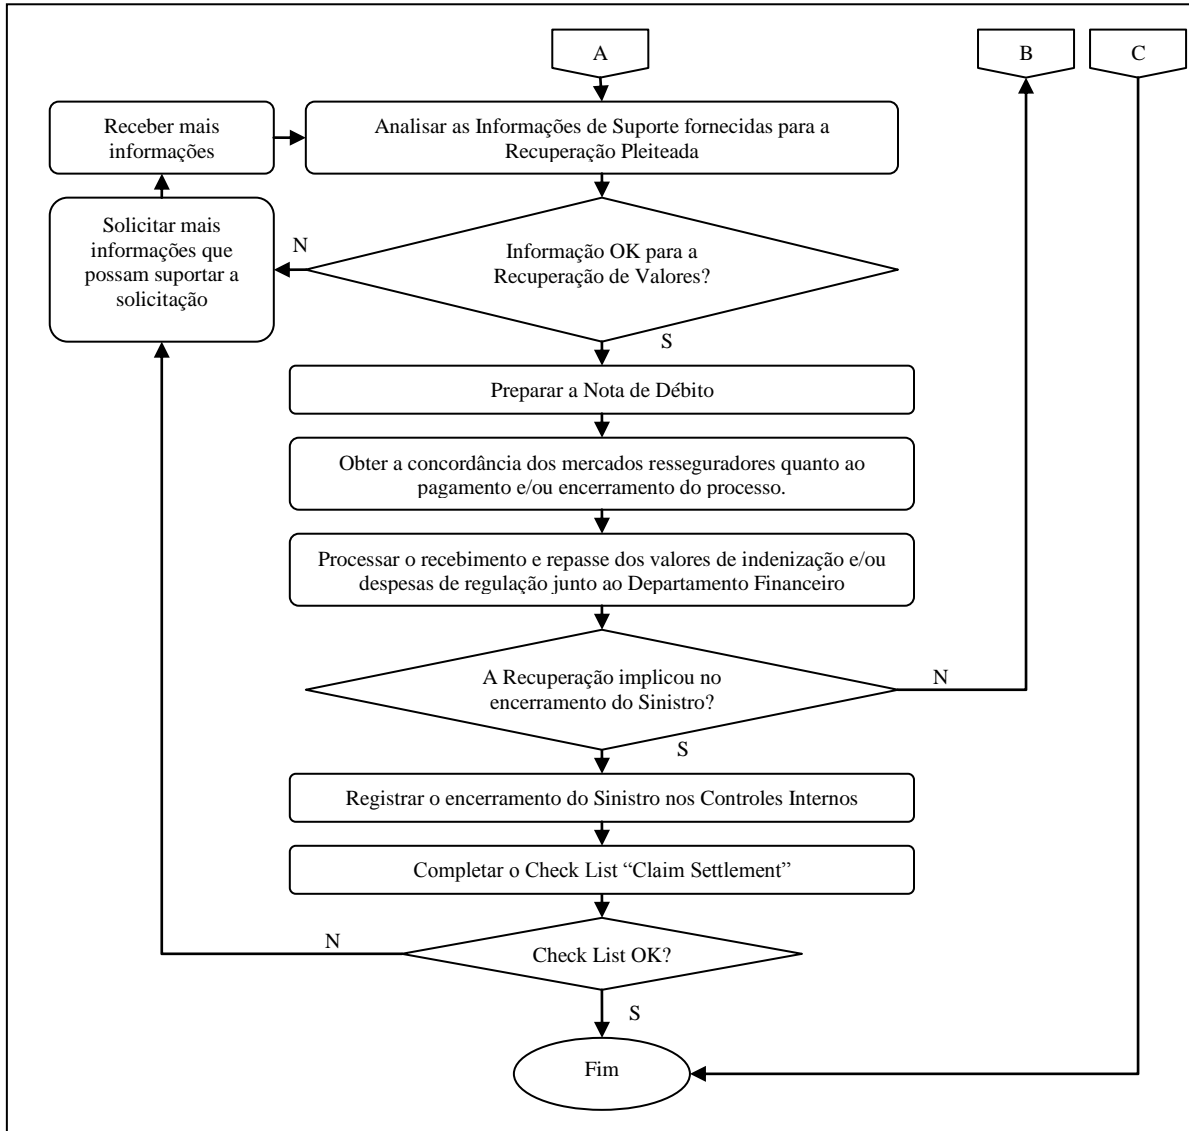 A
B
C
Receber mais
informações
Analisar as Informações de Suporte fornecidas para a
Recuperação Pleiteada
Solicitar mais
informações que
possam suportar a
solicitação
N
Informação OK para a
Recuperação de Valores?
S
Preparar a Nota de Débito
Obter a concordância dos mercados resseguradores quanto ao
pagamento e/ou encerramento do processo.
Processar o recebimento e repasse dos valores de indenização e/ou
despesas de regulação junto ao Departamento Financeiro
A Recuperação implicou no
encerramento do Sinistro?
N
S
Registrar o encerramento do Sinistro nos Controles Internos
Completar o Check List “Claim Settlement”
N
Check List OK?
S
Fim